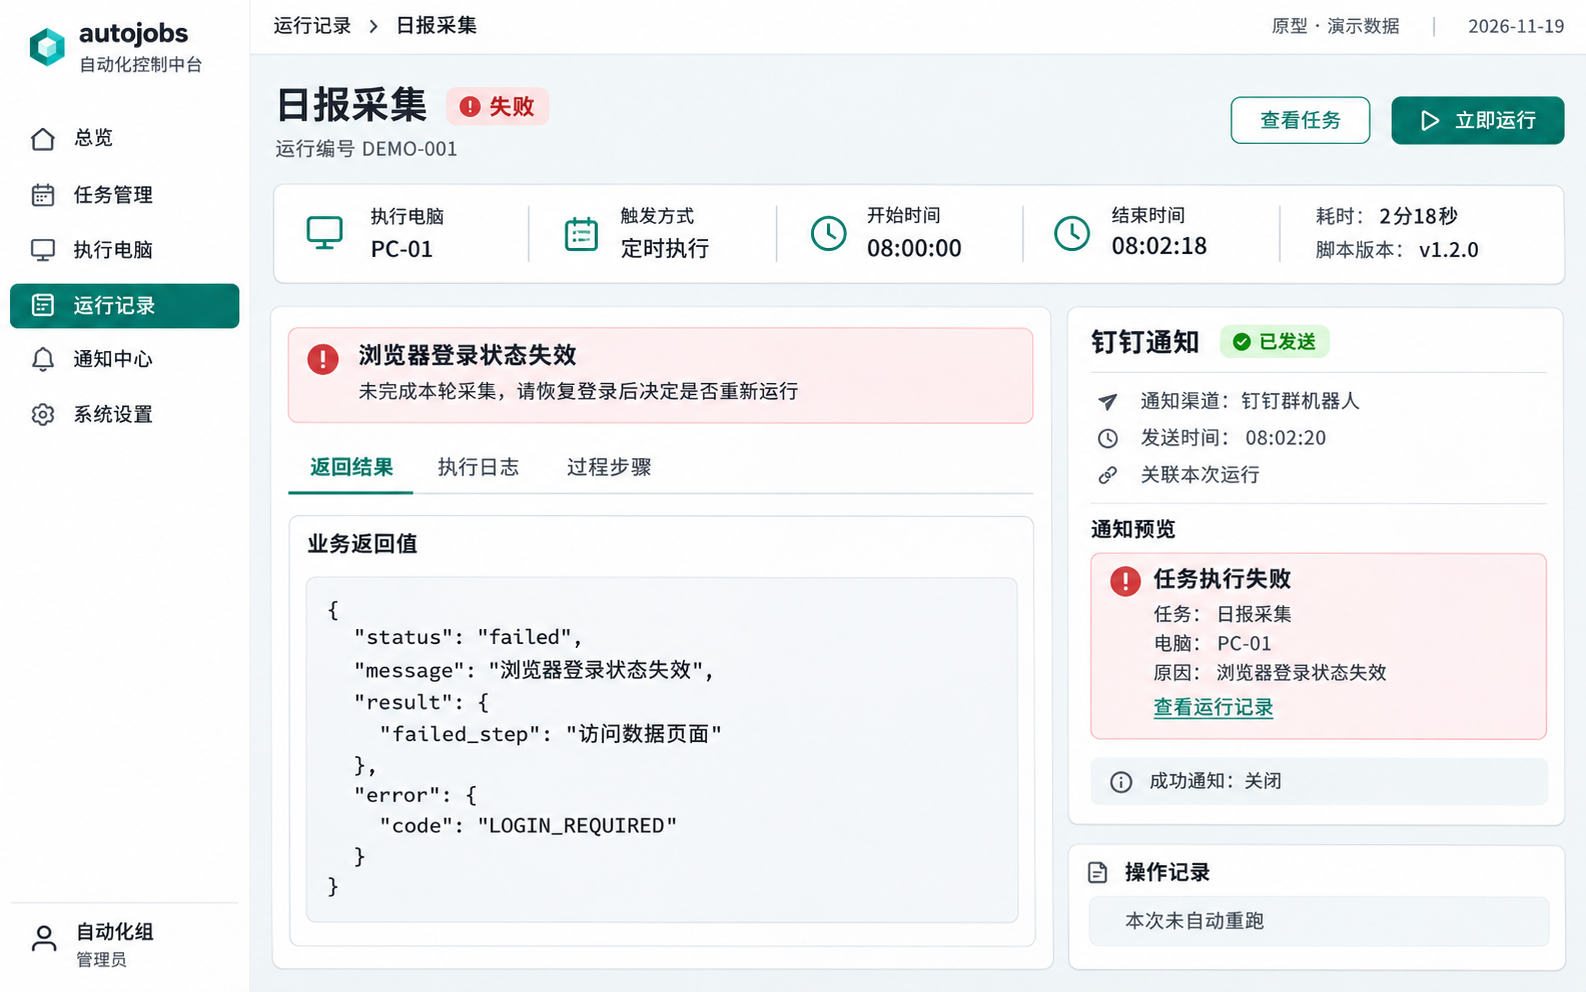 autojobs
自动化控制中台
总览
任务管理
执行电脑
运行记录
通知中心
系统设置
自动化组
管理员
运行记录 > 日报采集
原型 · 演示数据 | 2026-11-19
日报采集 失败
运行编号 DEMO-001
查看任务
立即运行
执行电脑
PC-01
触发方式
定时执行
开始时间
08:00:00
结束时间
08:02:18
耗时： 2分18秒
脚本版本： v1.2.0
浏览器登录状态失效
未完成本轮采集，请恢复登录后决定是否重新运行
返回结果 执行日志 过程步骤
业务返回值
{
"status": "failed",
"message": "浏览器登录状态失效",
"result": {
"failed_step": "访问数据页面"
},
"error": {
"code": "LOGIN_REQUIRED"
}
}
钉钉通知 已发送
通知渠道：钉钉群机器人
发送时间： 08:02:20
关联本次运行
通知预览
任务执行失败
任务： 日报采集
电脑： PC-01
原因： 浏览器登录状态失效
查看运行记录
成功通知：关闭
操作记录
本次未自动重跑